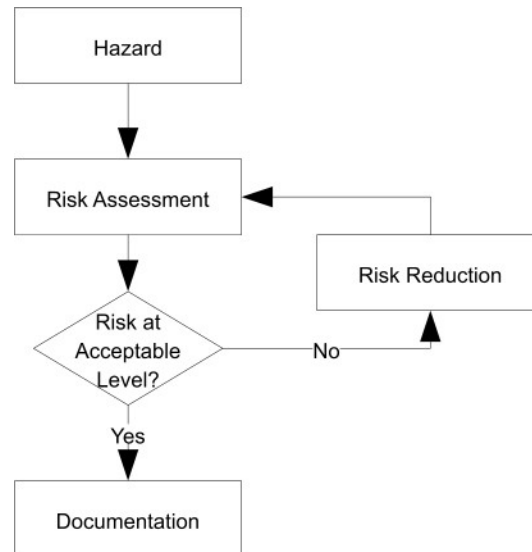 Hazard
Risk Assessment
Risk Reduction
Risk at
Acceptable
Level?
No
Yes
Documentation